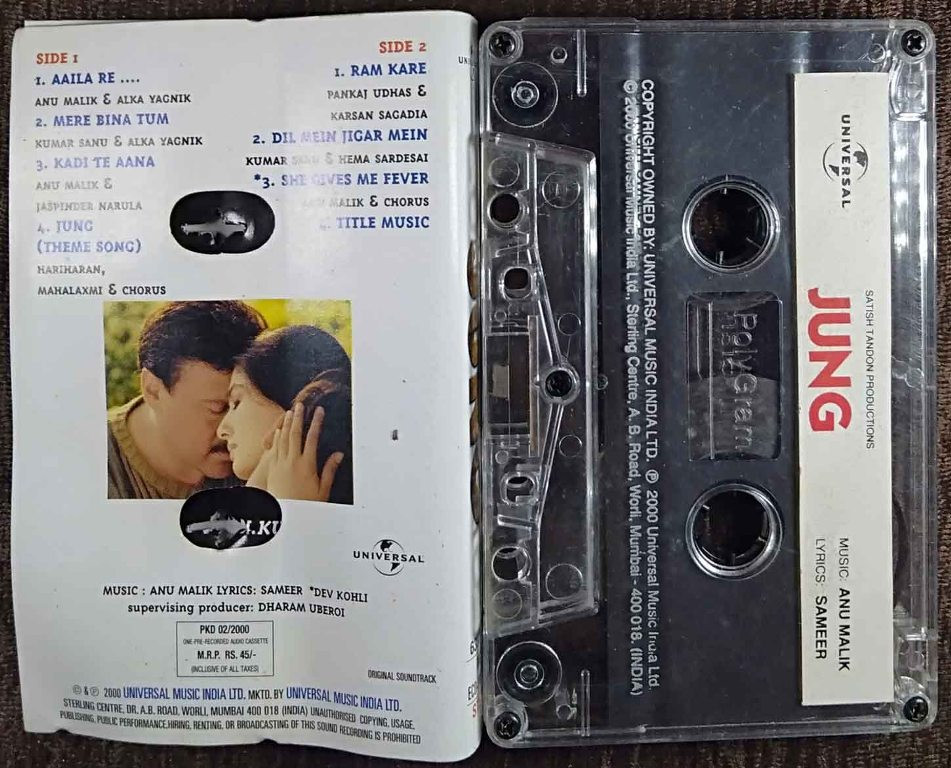 SIDE 1
1. AAILA RE ....
ANU MALIK & ALKA YAGNIK
2. MERE BINA TUM
KUMAR SANU & ALKA YAGNIK
3. KADI TE AANA
ANU MALIK &
JASPINDER NARULA
4. JUNG
(THEME SONG)
HARIHARAN,
MAHALAXMI & CHORUS
SIDE 2
1. RAM KARE
PANKAJ UDHAS &
KARSAN SAGADIA
2. DIL MEIN JIGAR MEIN
KUMAR SANU & HEMA SARDESAI
*3. SHE GIVES ME FEVER
ANU MALIK & CHORUS
4. TITLE MUSIC
UNIVERSAL
MUSIC : ANU MALIK LYRICS: SAMEER *DEV KOHLI
supervising producer: DHARAM UBEROI
PKD 02/2000
ONE-PRE-RECORDED AUDIO CASSETTE
M.R.P. RS. 45/-
(INCLUSIVE OF ALL TAXES)
ORIGINAL SOUNDTRACK
© & ℗ 2000 UNIVERSAL MUSIC INDIA LTD. MKTD. BY UNIVERSAL MUSIC INDIA LTD.
STERLING CENTRE, DR. A.B. ROAD, WORLI, MUMBAI 400 018 (INDIA) UNAUTHORISED COPYING, USAGE,
PUBLISHING, PUBLIC PERFORMANCE, HIRING, RENTING, OR BROADCASTING OF THIS SOUND RECORDING IS PROHIBITED
UNIVERSAL
SATISH TANDON PRODUCTIONS
JUNG
MUSIC: ANU MALIK
LYRICS: SAMEER
PolyGram
COPYRIGHT OWNED BY: UNIVERSAL MUSIC INDIA LTD. ℗ 2000 Universal Music India Ltd.
© 2000 Universal Music India Ltd., Sterling Centre, A. B. Road, Worli, Mumbai - 400 018. (INDIA)